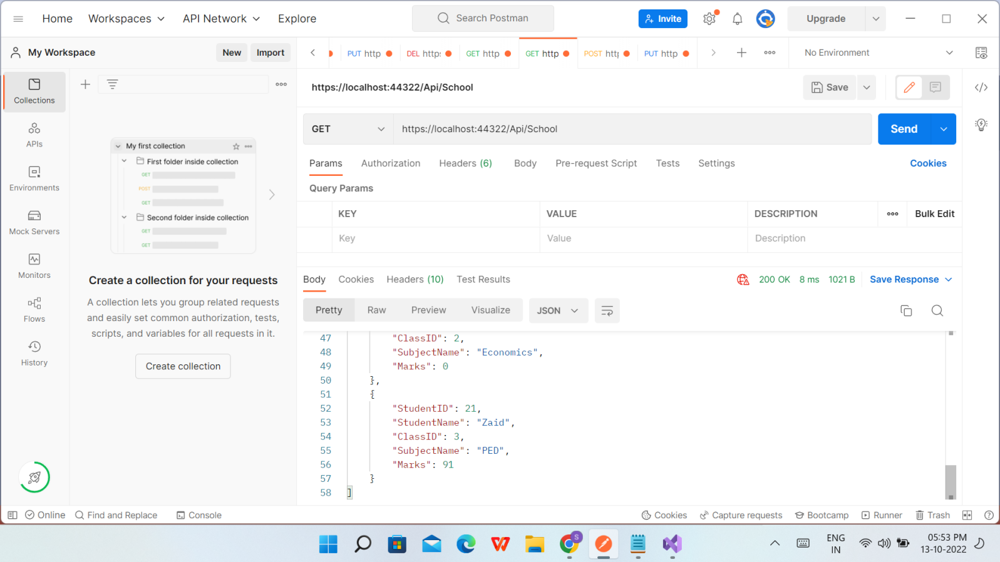 Home Workspaces API Network Explore Search Postman Invite Upgrade
My Workspace New Import PUT http DEL http: GET http GET http POST http PUT http No Environment
https://localhost:44322/Api/School Save
Collections
APIs
Environments
Mock Servers
Monitors
Flows
History
My first collection
First folder inside collection
GET
POST
GET
Second folder inside collection
GET
GET
Create a collection for your requests
A collection lets you group related requests
and easily set common authorization, tests,
scripts, and variables for all requests in it.
Create collection
GET https://localhost:44322/Api/School Send
Params Authorization Headers (6) Body Pre-request Script Tests Settings Cookies
Query Params
KEY VALUE DESCRIPTION Bulk Edit
Key Value Description
Body Cookies Headers (10) Test Results 200 OK 8 ms 1021 B Save Response
Pretty Raw Preview Visualize JSON
47 "ClassID": 2,
48 "SubjectName": "Economics",
49 "Marks": 0
50 },
51 {
52 "StudentID": 21,
53 "StudentName": "Zaid",
54 "ClassID": 3,
55 "SubjectName": "PED",
56 "Marks": 91
57 }
58 ]
Online Find and Replace Console Cookies Capture requests Bootcamp Runner Trash
S
ENG
IN
05:53 PM
13-10-2022